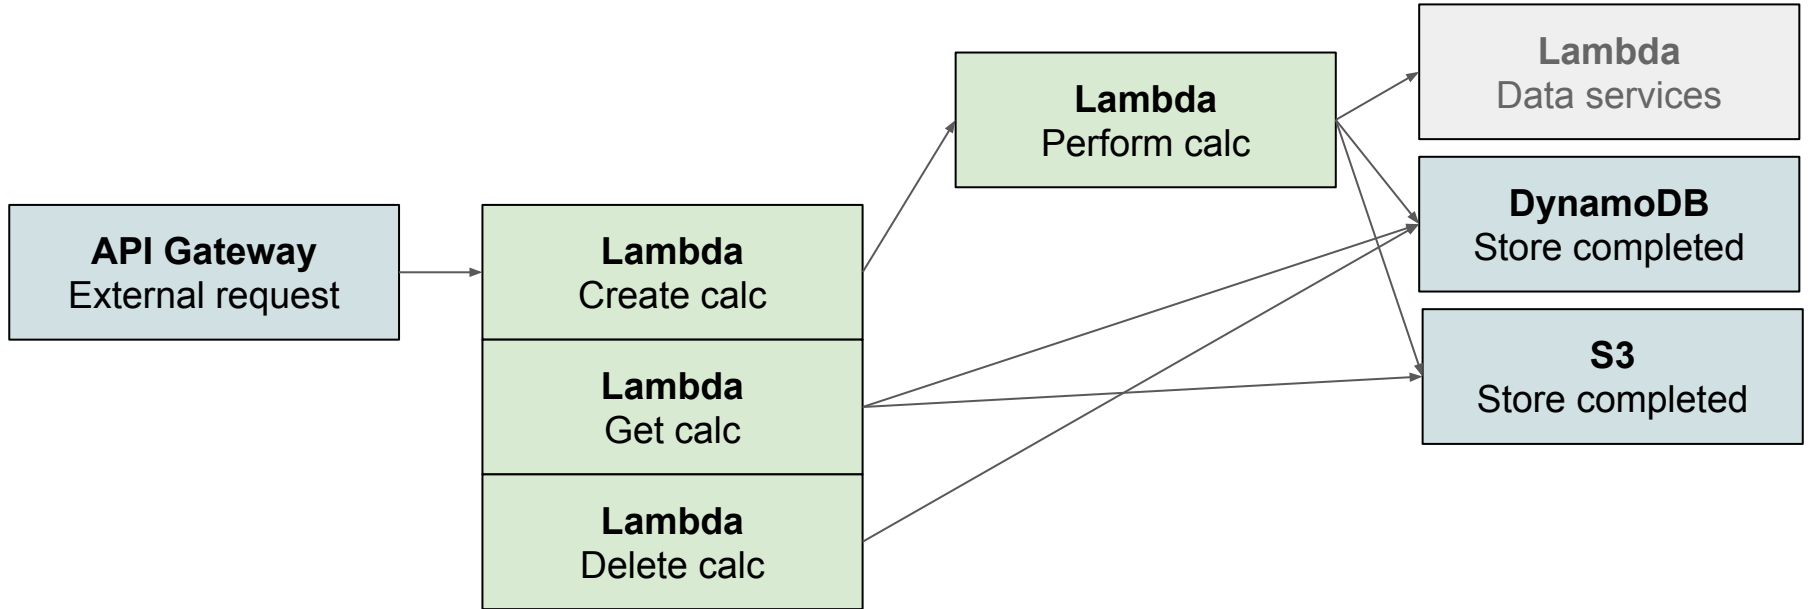 API Gateway
External request
Lambda
Create calc
Lambda
Get calc
Lambda
Delete calc
Lambda
Perform calc
Lambda
Data services
DynamoDB
Store completed
S3
Store completed